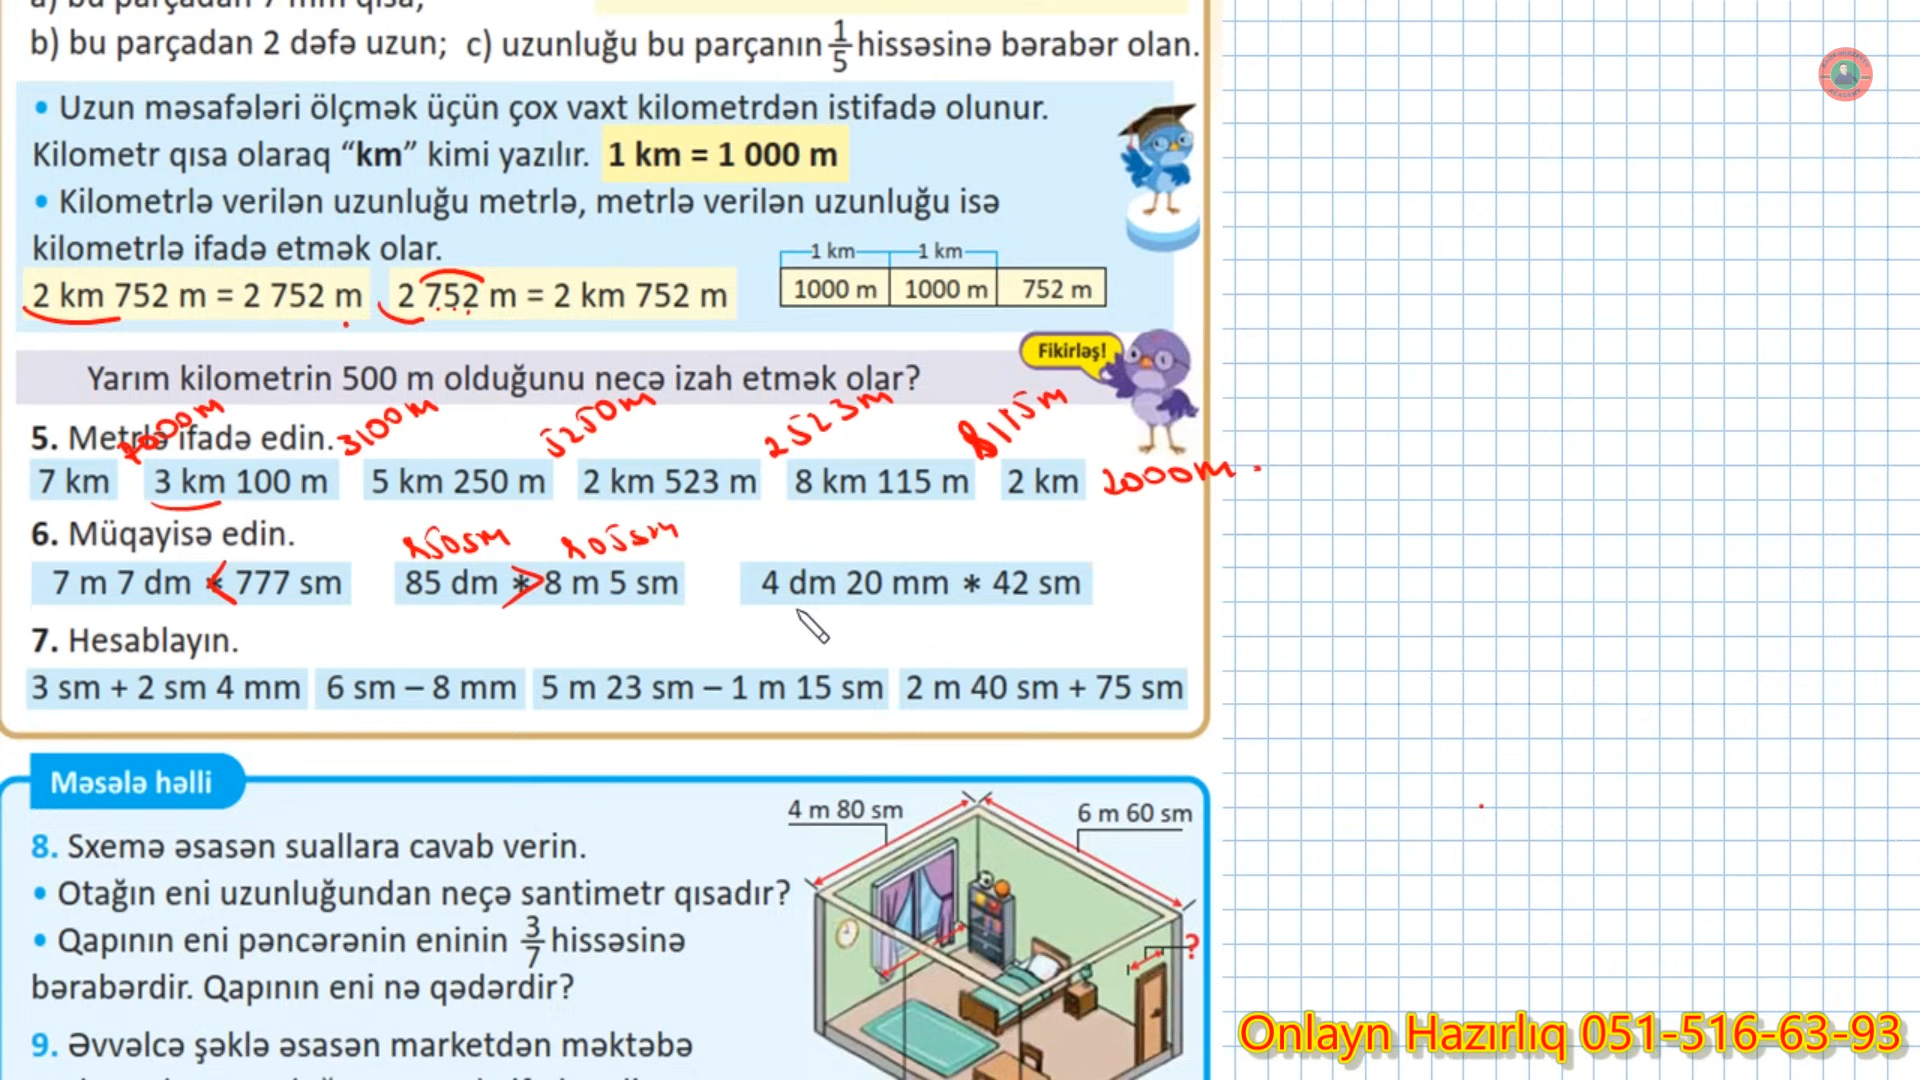 a) bu parçadan 7 mm qısa;
b) bu parçadan 2 dəfə uzun; c) uzunluğu bu parçanın 1/5 hissəsinə bərabər olan.
• Uzun məsafələri ölçmək üçün çox vaxt kilometrdən istifadə olunur.
Kilometr qısa olaraq “km” kimi yazılır. 1 km = 1 000 m
• Kilometrlə verilən uzunluğu metrlə, metrlə verilən uzunluğu isə
kilometrlə ifadə etmək olar.
1 km 1 km
2 km 752 m = 2 752 m 2 752 m = 2 km 752 m 1000 m 1000 m 752 m
Fikirləş!
Yarım kilometrin 500 m olduğunu necə izah etmək olar?
7000m 3100m 5250m 2523m 8115m
5. Metrlə ifadə edin.
7 km 3 km 100 m 5 km 250 m 2 km 523 m 8 km 115 m 2 km 2000m.
6. Müqayisə edin.
850sm 805sm
7 m 7 dm < 777 sm 85 dm * > 8 m 5 sm 4 dm 20 mm * 42 sm
7. Hesablayın.
3 sm + 2 sm 4 mm 6 sm – 8 mm 5 m 23 sm – 1 m 15 sm 2 m 40 sm + 75 sm
Məsələ həlli
4 m 80 sm 6 m 60 sm
8. Sxemə əsasən suallara cavab verin.
• Otağın eni uzunluğundan neçə santimetr qısadır?
• Qapının eni pəncərənin eninin 3/7 hissəsinə
bərabərdir. Qapının eni nə qədərdir?
?
9. Əvvəlcə şəklə əsasən marketdən məktəbə
Onlayn Hazırlıq 051-516-63-93